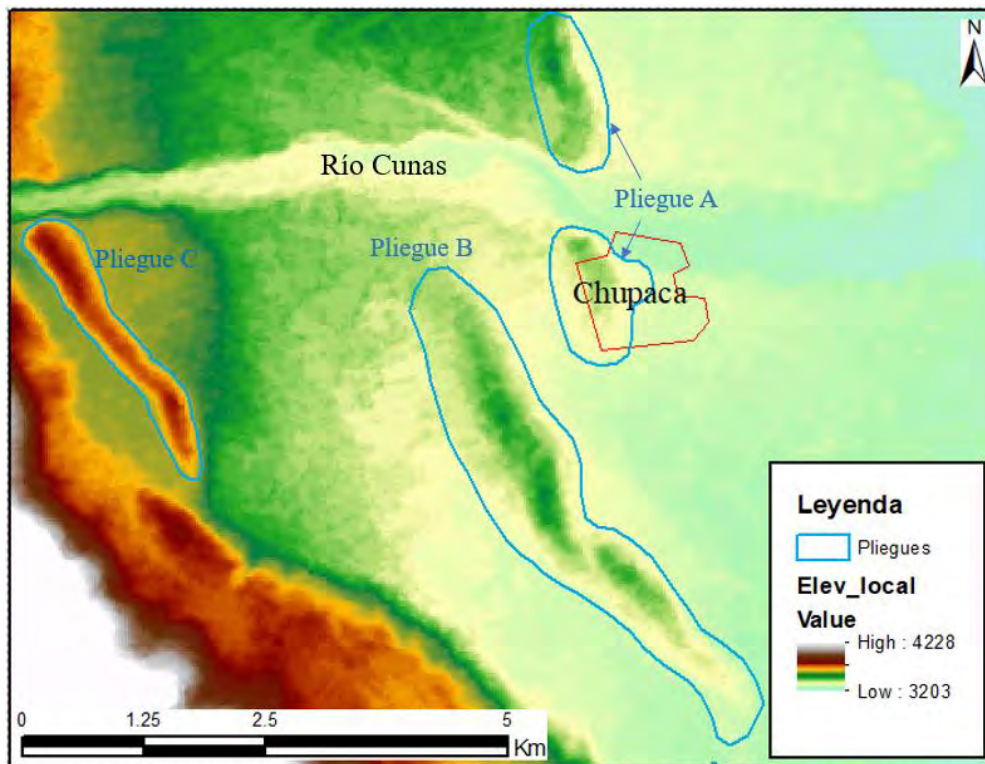 N
Río Cunas
Pliegue A
Pliegue B
Pliegue C
Chupaca
Leyenda
Pliegues
Elev_local
Value
High : 4228
Low : 3203
0 1.25 2.5 5
Km